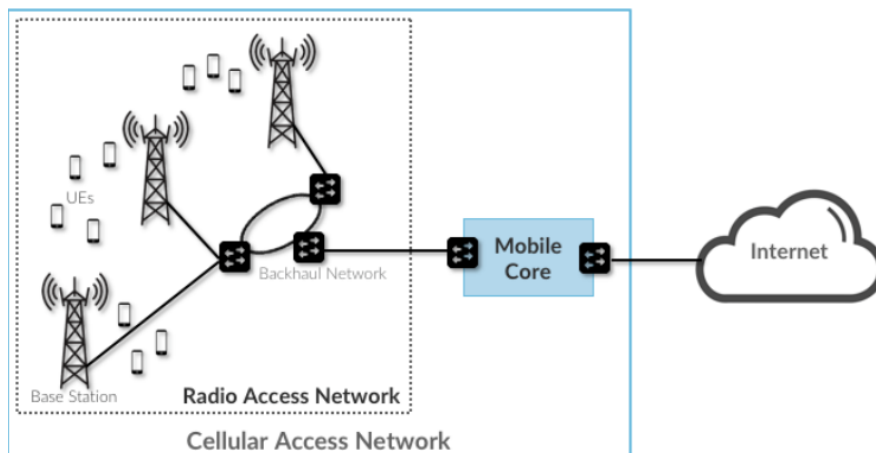 UEs
Backhaul Network
Base Station
Radio Access Network
Cellular Access Network
Mobile
Core
Internet